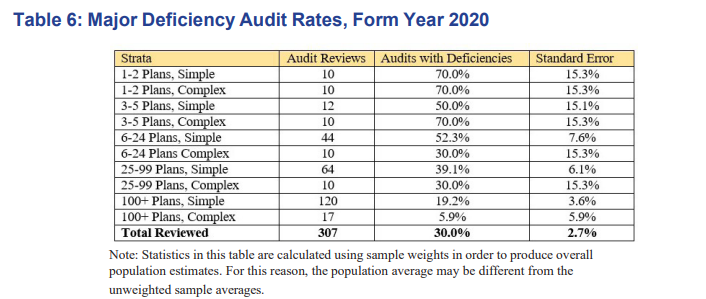 Table 6: Major Deficiency Audit Rates, Form Year 2020
Strata Audit Reviews Audits with Deficiencies Standard Error
1-2 Plans, Simple 10 70.0% 15.3%
1-2 Plans, Complex 10 70.0% 15.3%
3-5 Plans, Simple 12 50.0% 15.1%
3-5 Plans, Complex 10 70.0% 15.3%
6-24 Plans, Simple 44 52.3% 7.6%
6-24 Plans Complex 10 30.0% 15.3%
25-99 Plans, Simple 64 39.1% 6.1%
25-99 Plans, Complex 10 30.0% 15.3%
100+ Plans, Simple 120 19.2% 3.6%
100+ Plans, Complex 17 5.9% 5.9%
Total Reviewed 307 30.0% 2.7%
Note: Statistics in this table are calculated using sample weights in order to produce overall
population estimates. For this reason, the population average may be different from the
unweighted sample averages.